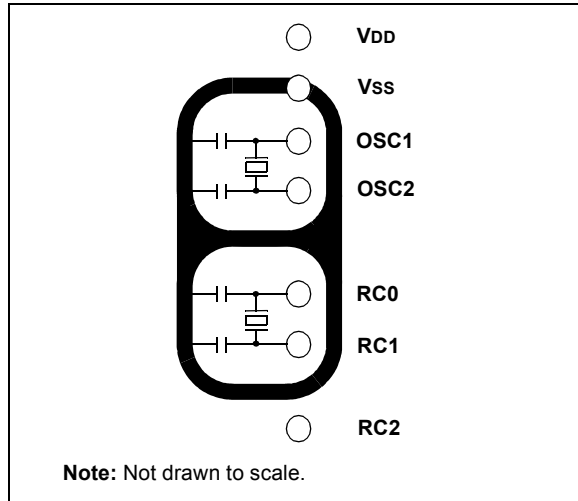 VDD
VSS
OSC1
OSC2
RC0
RC1
RC2
Note: Not drawn to scale.